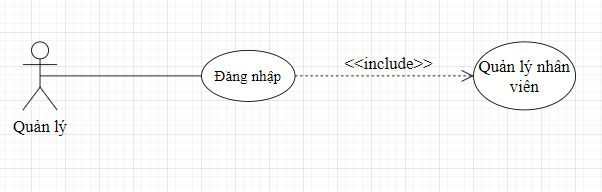 <<include>>
Quản lý nhân
viên
Đăng nhập
Quản lý